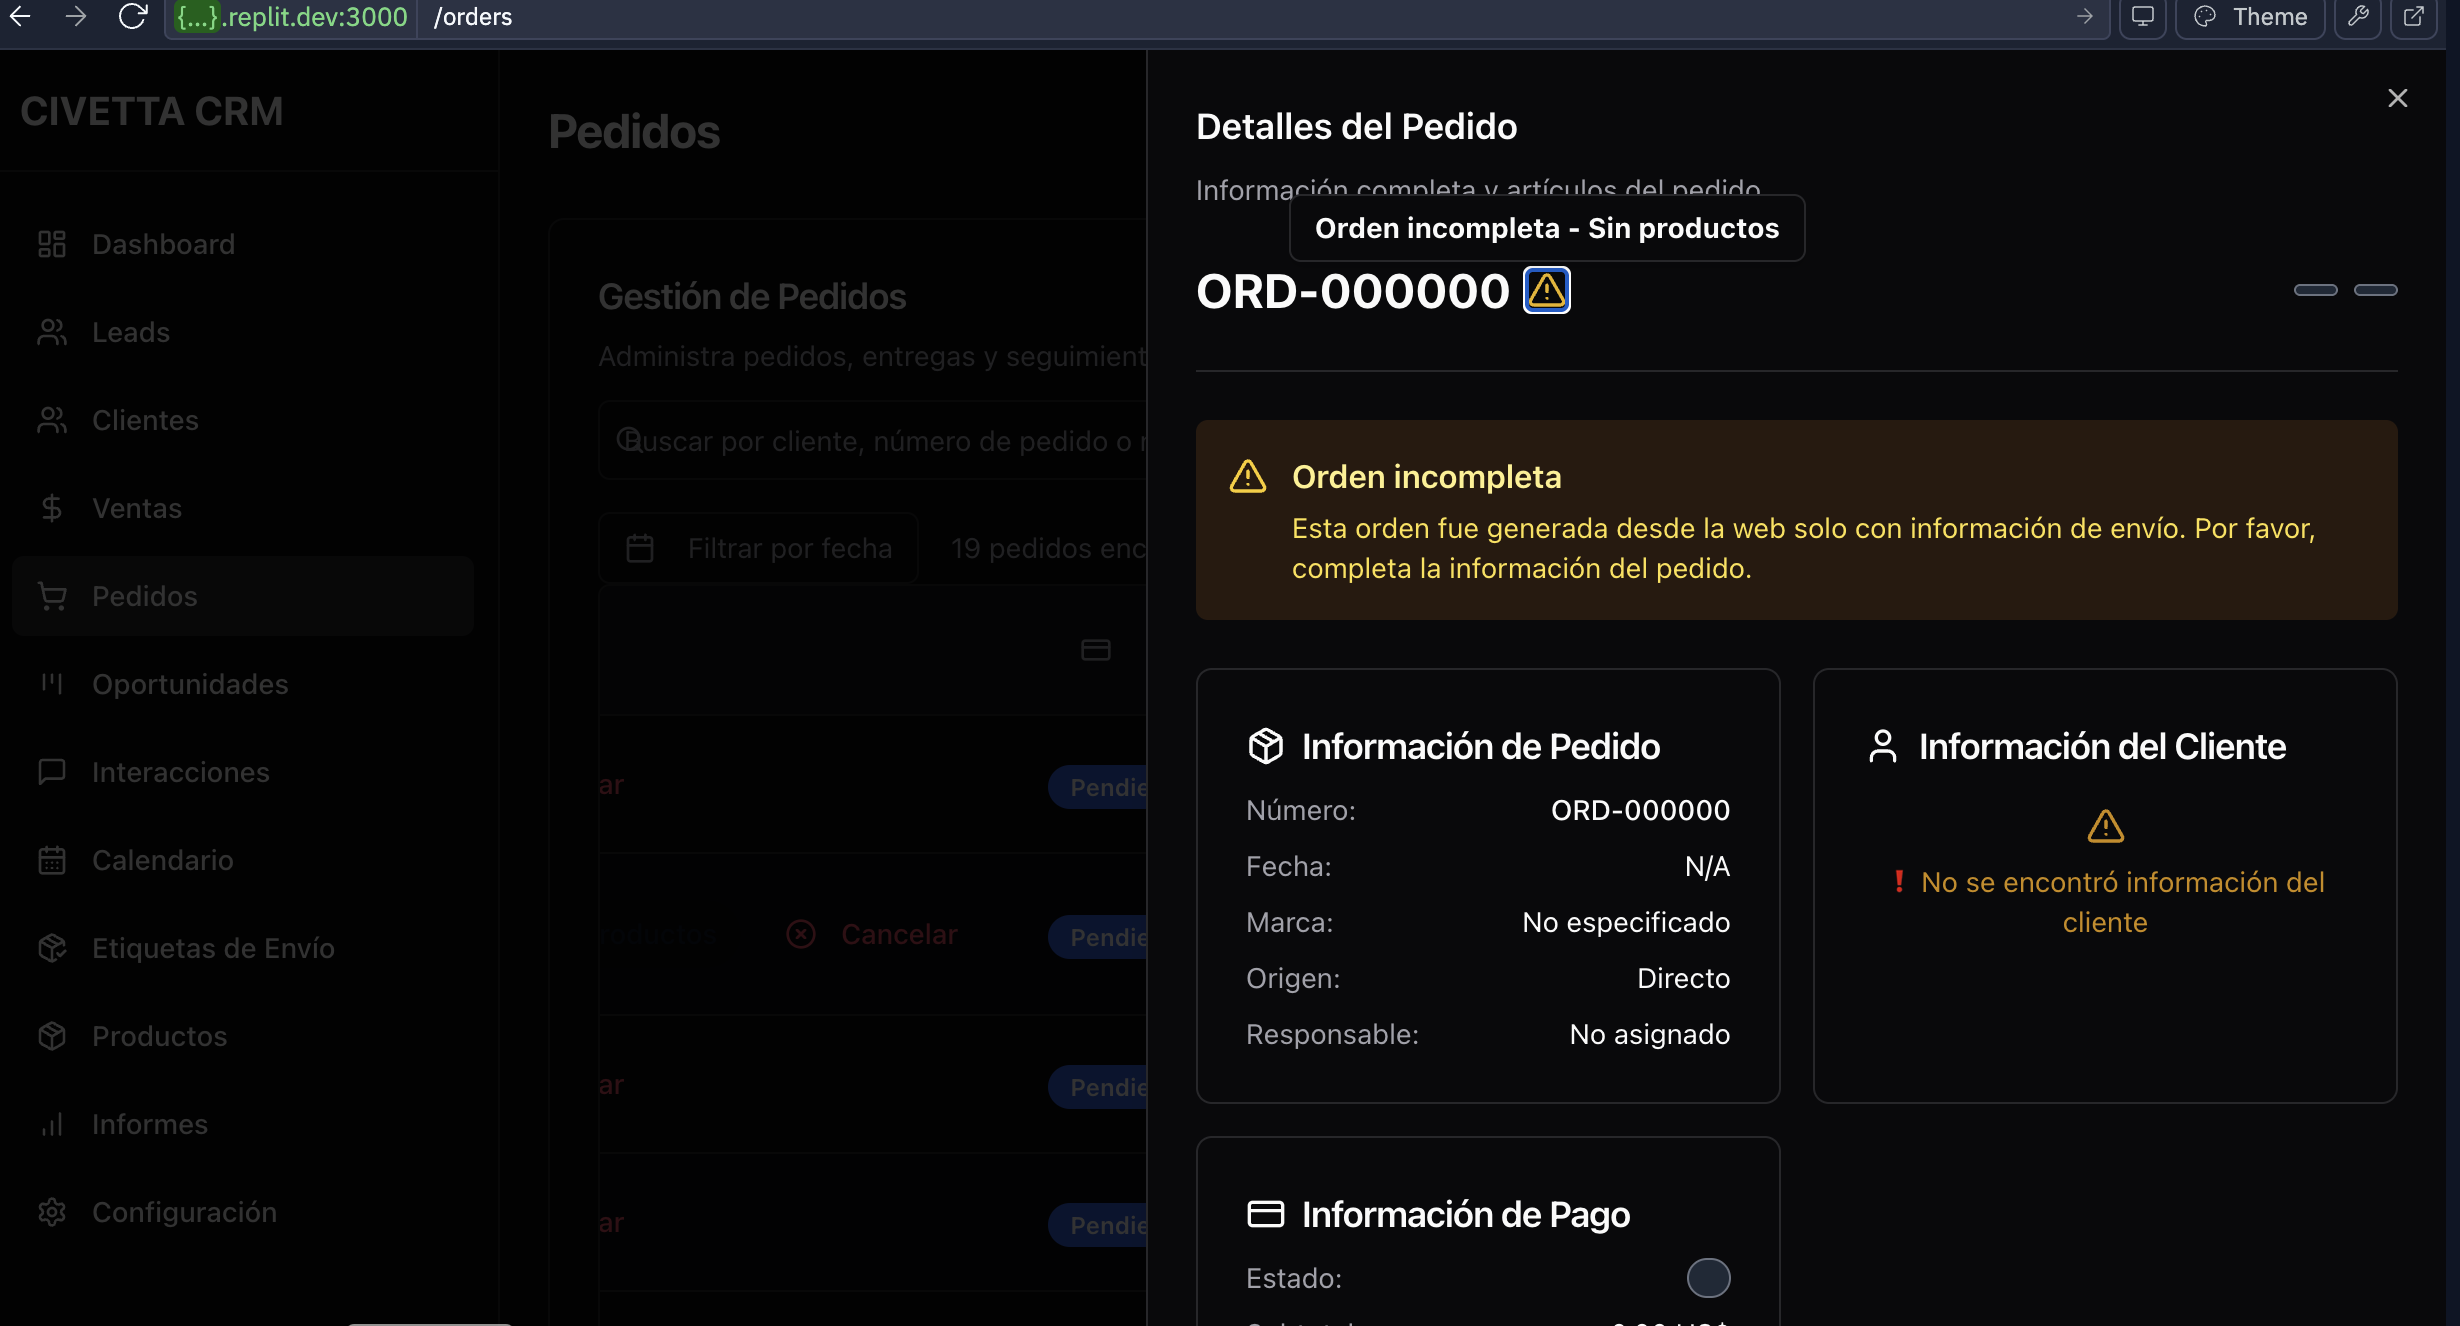 {...}.replit.dev:3000 /orders
Theme
CIVETTA CRM
Dashboard
Leads
Clientes
Ventas
Pedidos
Oportunidades
Interacciones
Calendario
Etiquetas de Envío
Productos
Informes
Configuración
Pedidos
Gestión de Pedidos
Administra pedidos, entregas y seguimient
Buscar por cliente, número de pedido o
Filtrar por fecha
19 pedidos enc
ar
Pendie
roductos
Cancelar
Pendie
ar
Pendie
ar
Pendie
Detalles del Pedido
Información completa y artículos del pedido
Orden incompleta - Sin productos
ORD-000000
Orden incompleta
Esta orden fue generada desde la web solo con información de envío. Por favor,
completa la información del pedido.
Información de Pedido
Número: ORD-000000
Fecha: N/A
Marca: No especificado
Origen: Directo
Responsable: No asignado
Información del Cliente
❗ No se encontró información del
cliente
Información de Pago
Estado: